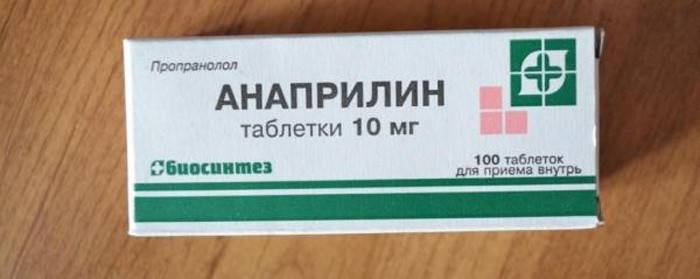 Пропранолол
АНАПРИЛИН
таблетки 10 мг
биосинтез
100 таблеток
для приема внутрь